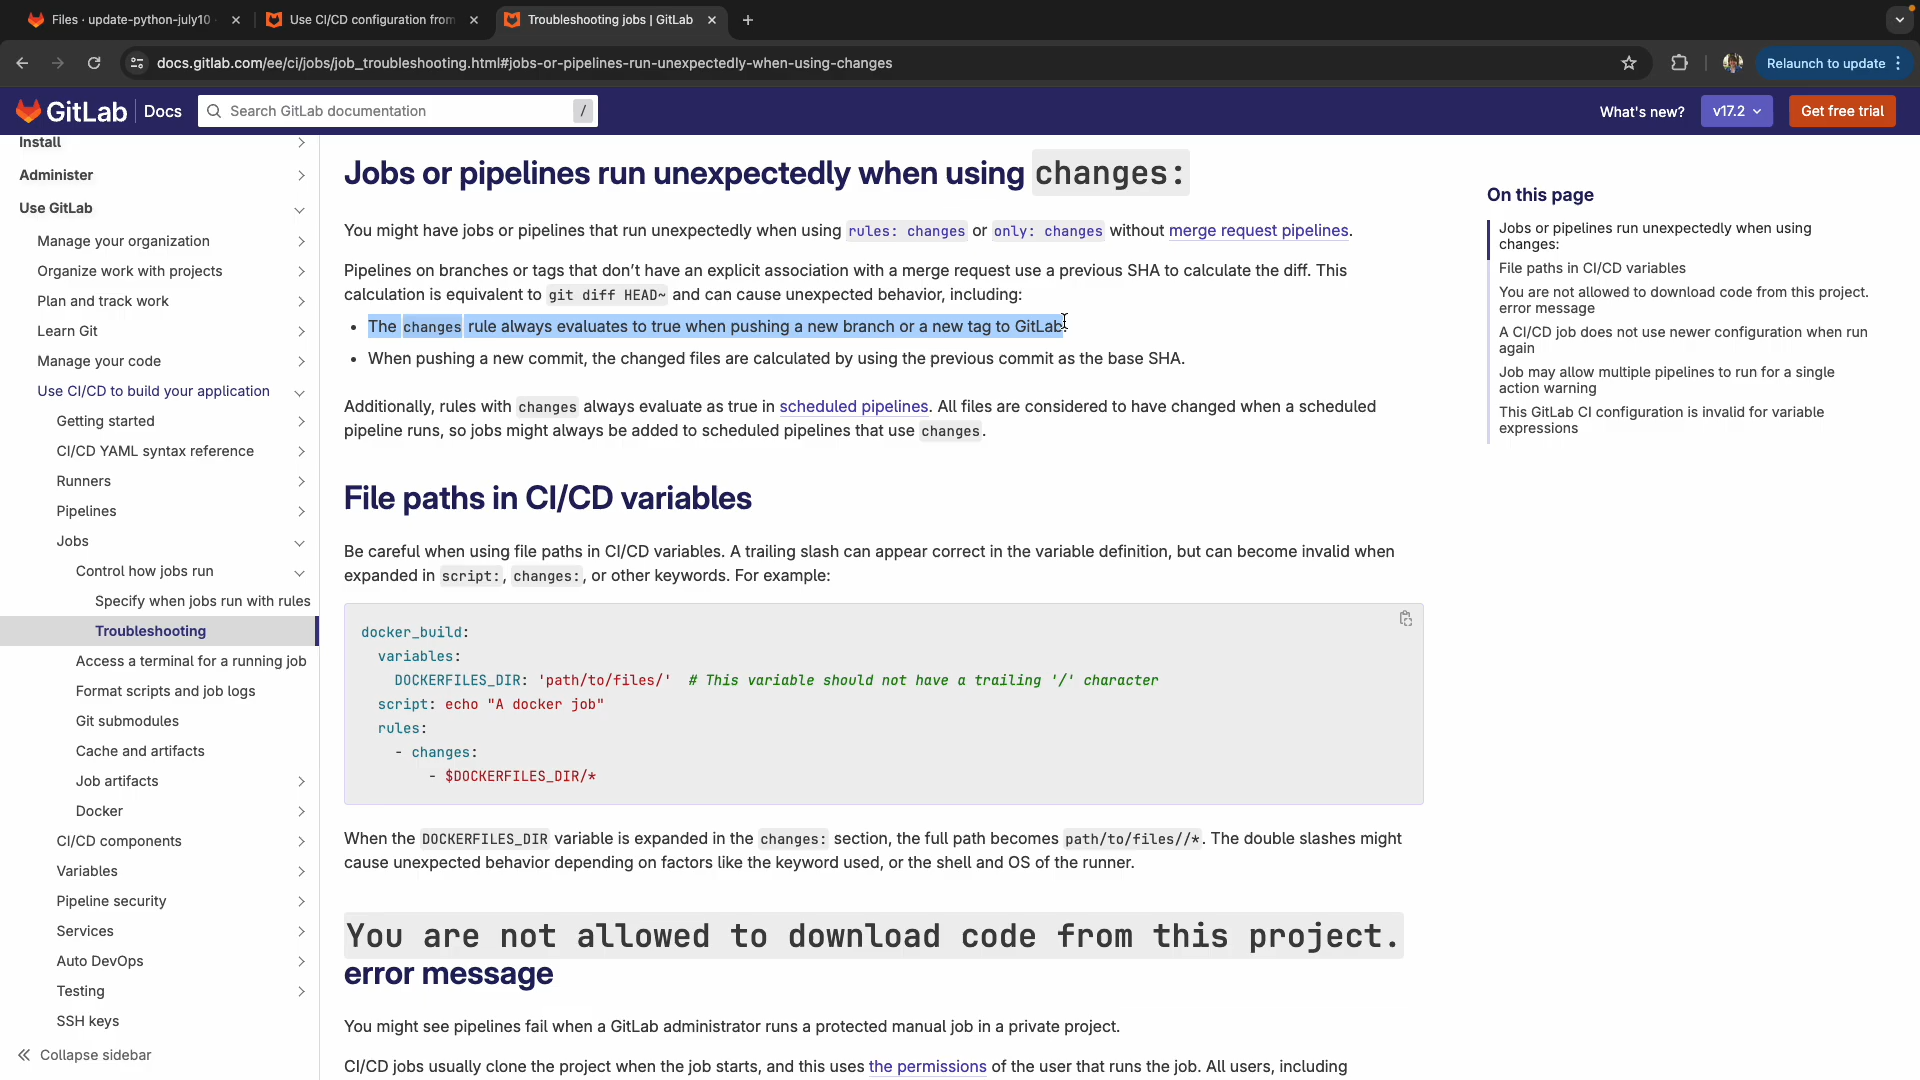 Files · update-python-july10
Use CI/CD configuration from
Troubleshooting jobs | GitLab
docs.gitlab.com/ee/ci/jobs/job_troubleshooting.html#jobs-or-pipelines-run-unexpectedly-when-using-changes
Relaunch to update
GitLab Docs
Search GitLab documentation
/
What's new?
v17.2
Get free trial
Install
Administer
Use GitLab
Manage your organization
Organize work with projects
Plan and track work
Learn Git
Manage your code
Use CI/CD to build your application
Getting started
CI/CD YAML syntax reference
Runners
Pipelines
Jobs
Control how jobs run
Specify when jobs run with rules
Troubleshooting
Access a terminal for a running job
Format scripts and job logs
Git submodules
Cache and artifacts
Job artifacts
Docker
CI/CD components
Variables
Pipeline security
Services
Auto DevOps
Testing
SSH keys
Collapse sidebar
Jobs or pipelines run unexpectedly when using changes:
You might have jobs or pipelines that run unexpectedly when using rules: changes or only: changes without merge request pipelines.
Pipelines on branches or tags that don't have an explicit association with a merge request use a previous SHA to calculate the diff. This
calculation is equivalent to git diff HEAD~ and can cause unexpected behavior, including:
• The changes rule always evaluates to true when pushing a new branch or a new tag to GitLab.
• When pushing a new commit, the changed files are calculated by using the previous commit as the base SHA.
Additionally, rules with changes always evaluate as true in scheduled pipelines. All files are considered to have changed when a scheduled
pipeline runs, so jobs might always be added to scheduled pipelines that use changes.
File paths in CI/CD variables
Be careful when using file paths in CI/CD variables. A trailing slash can appear correct in the variable definition, but can become invalid when
expanded in script:, changes:, or other keywords. For example:
docker_build:
variables:
DOCKERFILES_DIR: 'path/to/files/' # This variable should not have a trailing '/' character
script: echo "A docker job"
rules:
- changes:
- $DOCKERFILES_DIR/*
When the DOCKERFILES_DIR variable is expanded in the changes: section, the full path becomes path/to/files//*. The double slashes might
cause unexpected behavior depending on factors like the keyword used, or the shell and OS of the runner.
You are not allowed to download code from this project.
error message
You might see pipelines fail when a GitLab administrator runs a protected manual job in a private project.
CI/CD jobs usually clone the project when the job starts, and this uses the permissions of the user that runs the job. All users, including
On this page
Jobs or pipelines run unexpectedly when using
changes:
File paths in CI/CD variables
You are not allowed to download code from this project.
error message
A CI/CD job does not use newer configuration when run
again
Job may allow multiple pipelines to run for a single
action warning
This GitLab CI configuration is invalid for variable
expressions